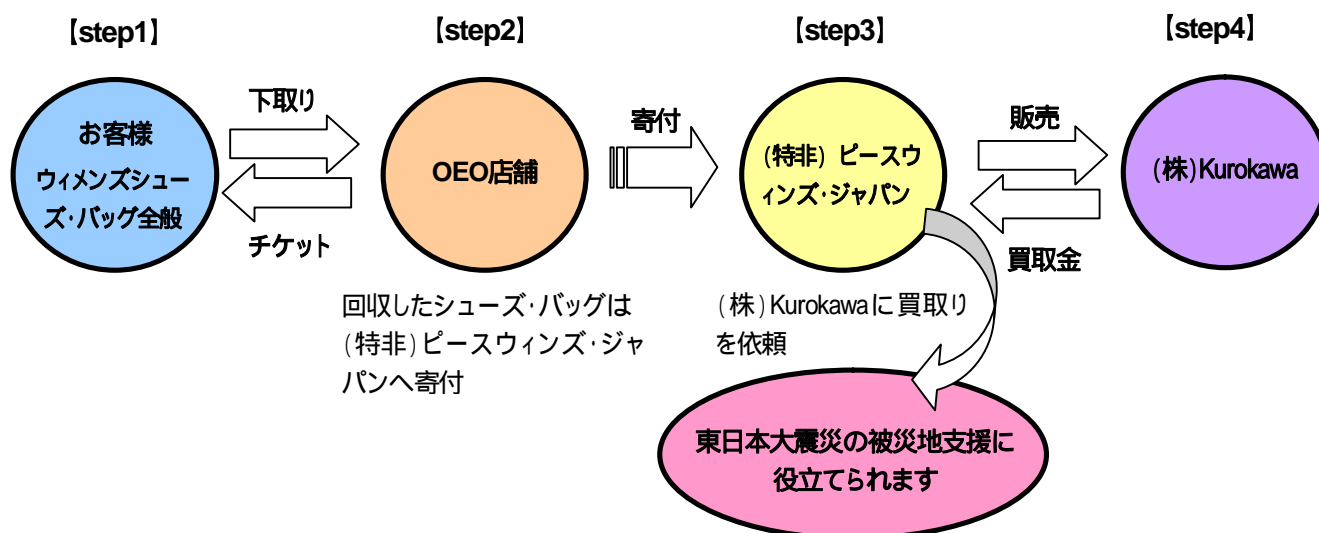 【step1】
【step2】
【step3】
【step4】
お客様
ウィメンズシュー
ズ・バッグ全般
下取り
チケット
OEO店舗
寄付
(特非) ピースウ
ィンズ・ジャパン
販売
買取金
(株)Kurokawa
回収したシューズ・バッグは
(特非)ピースウィンズ・ジャ
パンへ寄付
(株)Kurokawaに買取り
を依頼
東日本大震災の被災地支援に
役立てられます